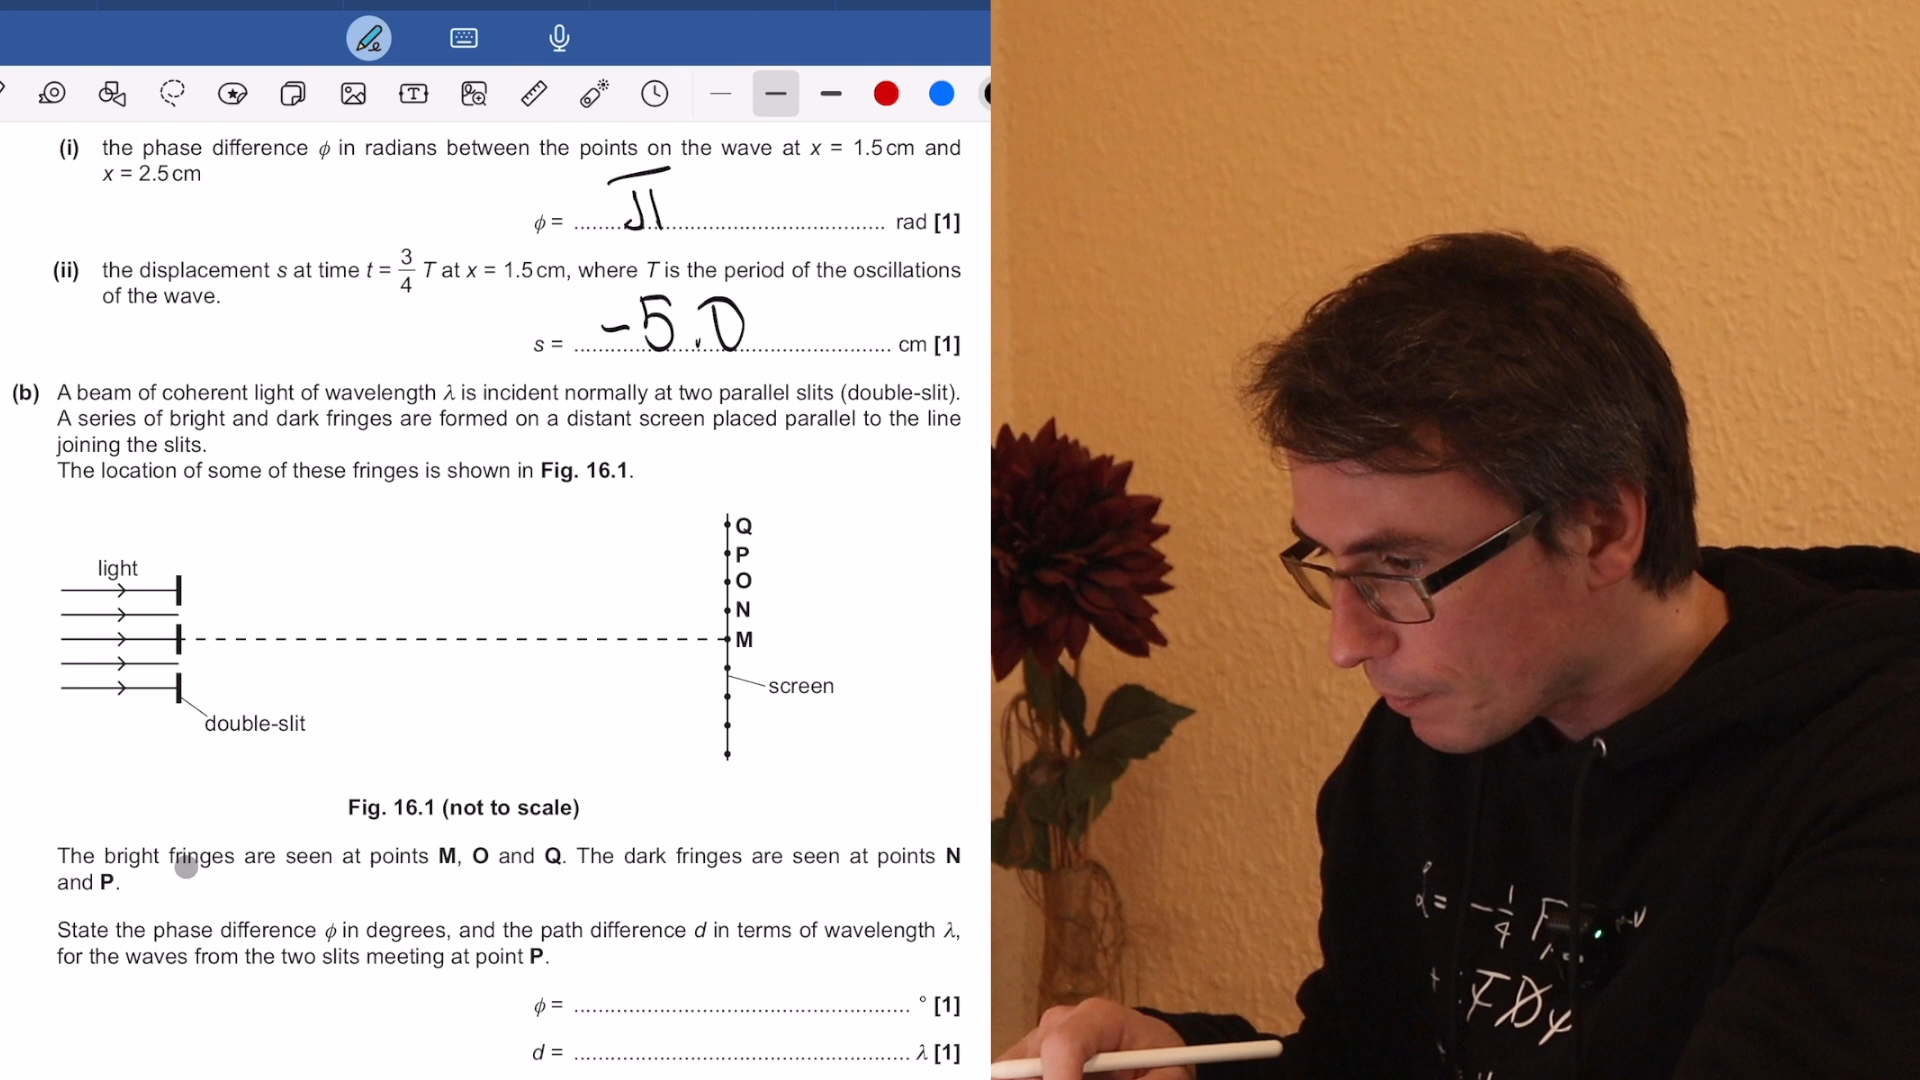 (i) the phase difference ϕ in radians between the points on the wave at x = 1.5 cm and
x = 2.5 cm
π
ϕ = ........................................ rad [1]
(ii) the displacement s at time t = 3/4 T at x = 1.5 cm, where T is the period of the oscillations
of the wave.
-5.0
s = ........................................ cm [1]
(b) A beam of coherent light of wavelength λ is incident normally at two parallel slits (double-slit).
A series of bright and dark fringes are formed on a distant screen placed parallel to the line
joining the slits.
The location of some of these fringes is shown in Fig. 16.1.
Q
P
light
O
N
M
screen
double-slit
Fig. 16.1 (not to scale)
The bright fringes are seen at points M, O and Q. The dark fringes are seen at points N
and P.
State the phase difference ϕ in degrees, and the path difference d in terms of wavelength λ,
for the waves from the two slits meeting at point P.
ϕ = ........................................ ° [1]
d = ........................................ λ [1]
= -1/4 F